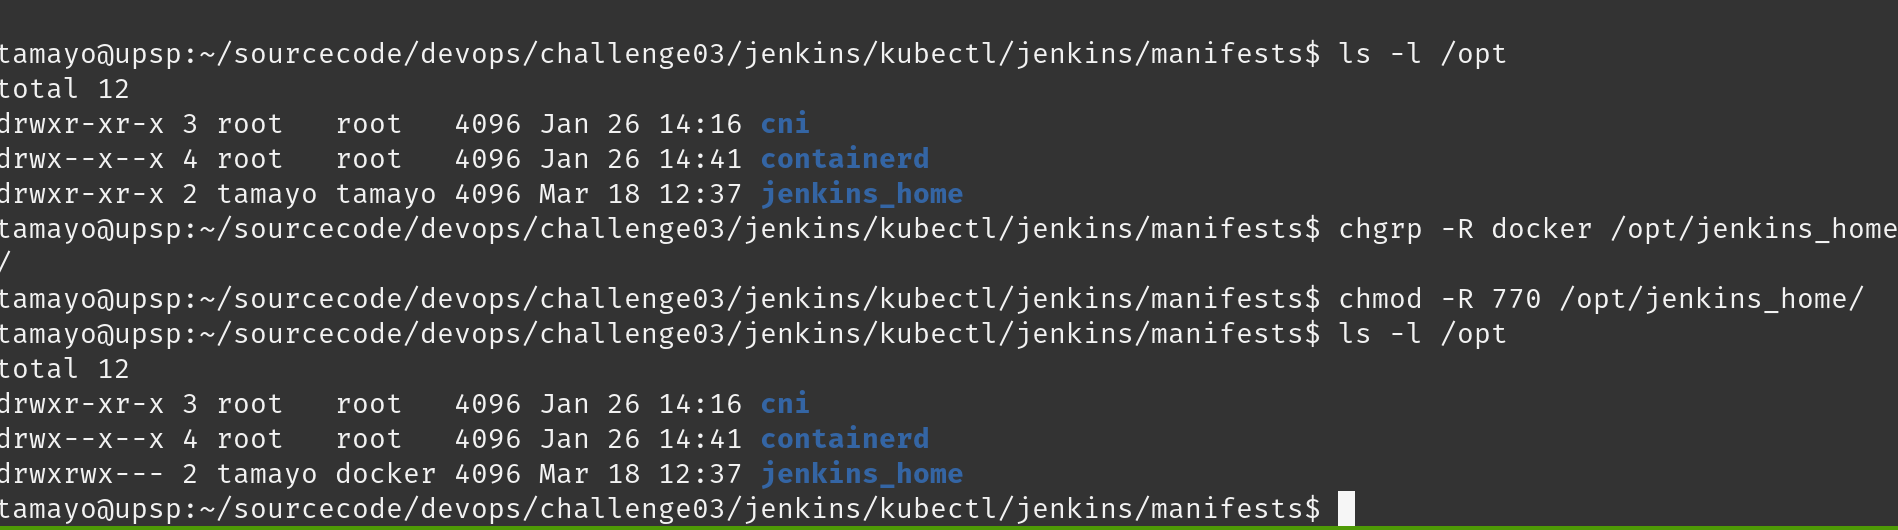 tamayo@upsp:~/sourcecode/devops/challenge03/jenkins/kubectl/jenkins/manifests$ ls -l /opt
total 12
drwxr-xr-x 3 root   root   4096 Jan 26 14:16 cni
drwx--x--x 4 root   root   4096 Jan 26 14:41 containerd
drwxr-xr-x 2 tamayo tamayo 4096 Mar 18 12:37 jenkins_home
tamayo@upsp:~/sourcecode/devops/challenge03/jenkins/kubectl/jenkins/manifests$ chgrp -R docker /opt/jenkins_home
/
tamayo@upsp:~/sourcecode/devops/challenge03/jenkins/kubectl/jenkins/manifests$ chmod -R 770 /opt/jenkins_home/
tamayo@upsp:~/sourcecode/devops/challenge03/jenkins/kubectl/jenkins/manifests$ ls -l /opt
total 12
drwxr-xr-x 3 root   root   4096 Jan 26 14:16 cni
drwx--x--x 4 root   root   4096 Jan 26 14:41 containerd
drwxrwx--- 2 tamayo docker 4096 Mar 18 12:37 jenkins_home
tamayo@upsp:~/sourcecode/devops/challenge03/jenkins/kubectl/jenkins/manifests$